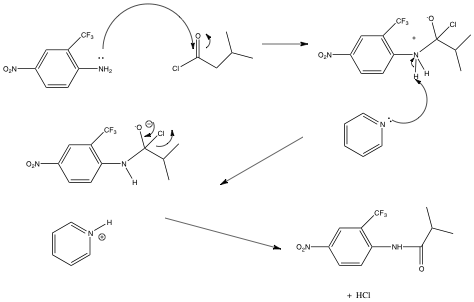 CF₃
O₂N
NH₂
O
Cl
CF₃
O₂N
⁻O
Cl
+
N
H
H
N
CF₃
O₂N
⁻O
⊖
Cl
N
H
N
H
⊕
CF₃
O₂N
NH
O
+ HCl